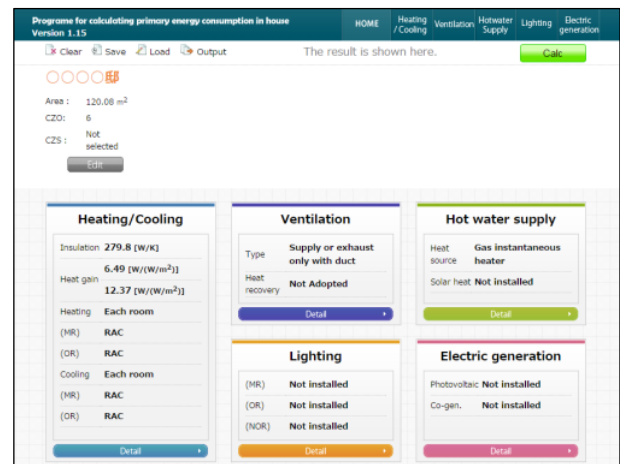 Programe for calculating primary energy consumption in house
Version 1.15
HOME
Heating
/Cooling
Ventilation
Hotwater
Supply
Lighting
Electric
generation
Clear Save Load Output
The result is shown here.
Calc
〇〇〇〇邸
Area : 120.08 m²
CZO: 6
CZS : Not
selected
Edit
Heating/Cooling
Insulation 279.8 [W/K]
Heat gain 6.49 [W/(W/m²)]
12.37 [W/(W/m²)]
Heating Each room
(MR) RAC
(OR) RAC
Cooling Each room
(MR) RAC
(OR) RAC
Detail
Ventilation
Type Supply or exhaust
only with duct
Heat
recovery Not Adopted
Detail
Hot water supply
Heat
source Gas instantaneous
heater
Solar heat Not installed
Detail
Lighting
(MR) Not installed
(OR) Not installed
(NOR) Not installed
Detail
Electric generation
Photovoltaic Not installed
Co-gen. Not installed
Detail